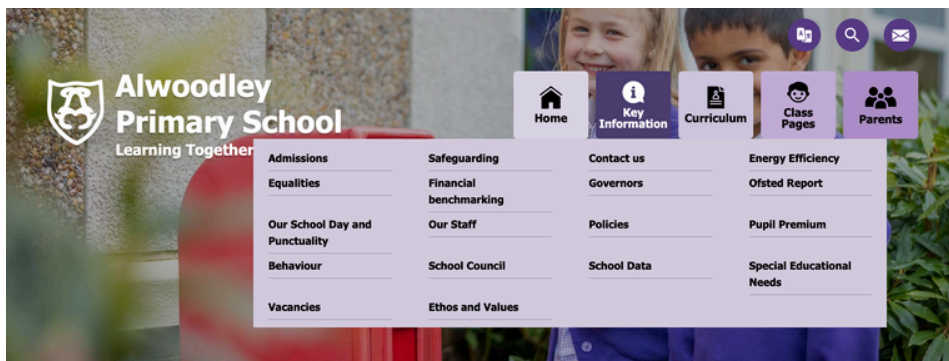 Alwoodley
Primary School
Learning Together
Home
Key
Information
Curriculum
Class
Pages
Parents
Admissions
Safeguarding
Contact us
Energy Efficiency
Equalities
Financial
benchmarking
Governors
Ofsted Report
Our School Day and
Punctuality
Our Staff
Policies
Pupil Premium
Behaviour
School Council
School Data
Special Educational
Needs
Vacancies
Ethos and Values